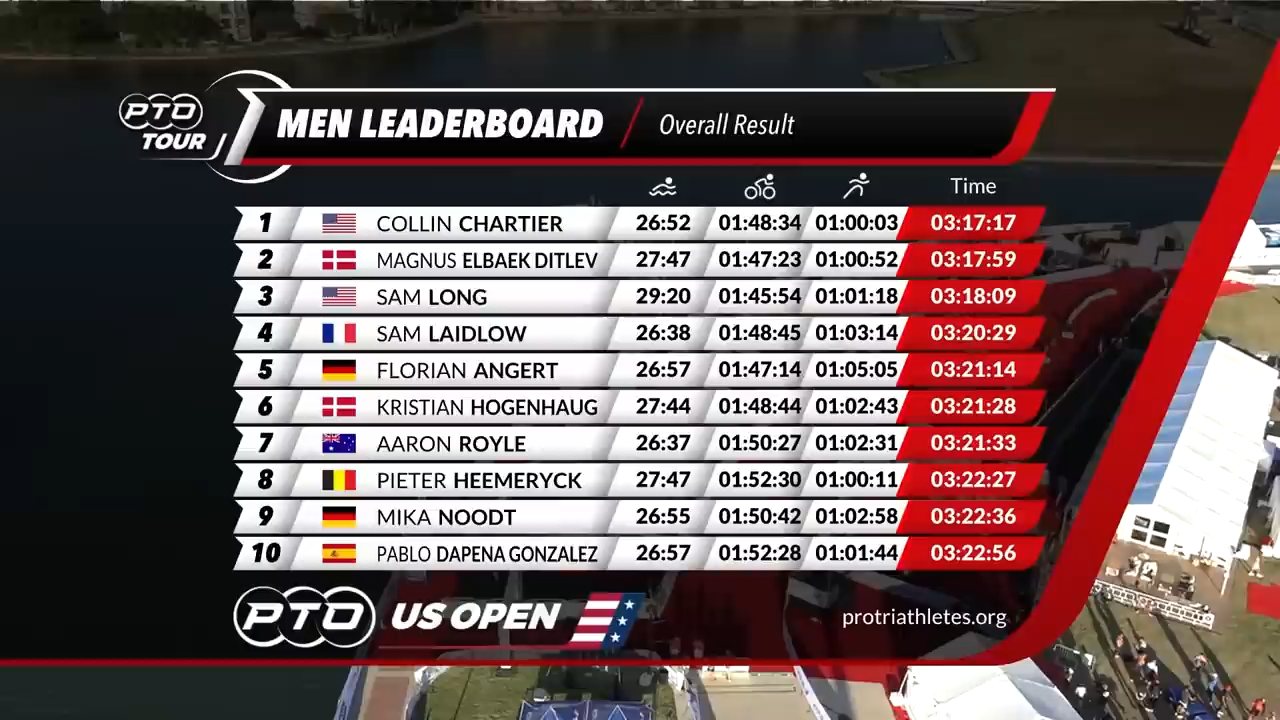 PTO TOUR
MEN LEADERBOARD / Overall Result
Time
1 COLLIN CHARTIER 26:52 01:48:34 01:00:03 03:17:17
2 MAGNUS ELBAEK DITLEV 27:47 01:47:23 01:00:52 03:17:59
3 SAM LONG 29:20 01:45:54 01:01:18 03:18:09
4 SAM LAIDLOW 26:38 01:48:45 01:03:14 03:20:29
5 FLORIAN ANGERT 26:57 01:47:14 01:05:05 03:21:14
6 KRISTIAN HOGENHAUG 27:44 01:48:44 01:02:43 03:21:28
7 AARON ROYLE 26:37 01:50:27 01:02:31 03:21:33
8 PIETER HEEMERYCK 27:47 01:52:30 01:00:11 03:22:27
9 MIKA NOODT 26:55 01:50:42 01:02:58 03:22:36
10 PABLO DAPENA GONZALEZ 26:57 01:52:28 01:01:44 03:22:56
PTO US OPEN protriathletes.org